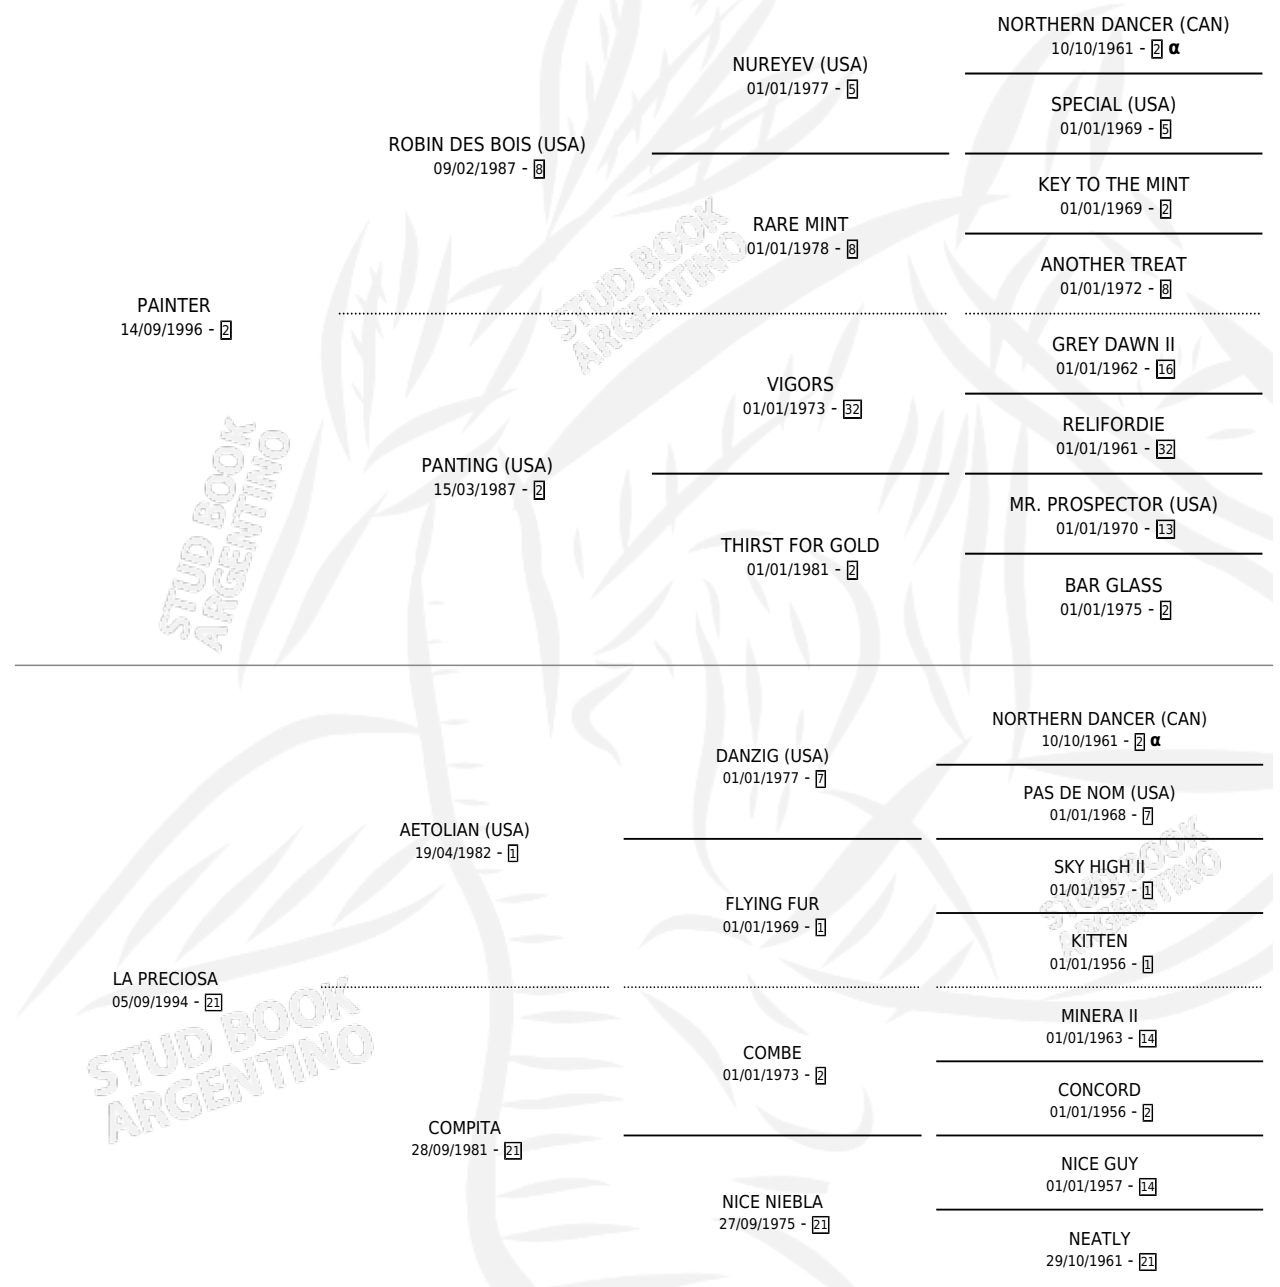 NORTHERN DANCER (CAN)
10/10/1961 - 2 α
NUREYEV (USA)
01/01/1977 - 5
SPECIAL (USA)
01/01/1969 - 5
ROBIN DES BOIS (USA)
09/02/1987 - 8
KEY TO THE MINT
01/01/1969 - 2
RARE MINT
01/01/1978 - 8
ANOTHER TREAT
01/01/1972 - 8
PAINTER
14/09/1996 - 2
GREY DAWN II
01/01/1962 - 16
VIGORS
01/01/1973 - 32
RELIFORDIE
01/01/1961 - 32
PANTING (USA)
15/03/1987 - 2
MR. PROSPECTOR (USA)
01/01/1970 - 13
THIRST FOR GOLD
01/01/1981 - 2
BAR GLASS
01/01/1975 - 2
STUD BOOK
ARGENTINO
STUD BOOK
ARGENTINO
NORTHERN DANCER (CAN)
10/10/1961 - 2 α
DANZIG (USA)
01/01/1977 - 7
PAS DE NOM (USA)
01/01/1968 - 7
AETOLIAN (USA)
19/04/1982 - 1
SKY HIGH II
01/01/1957 - 1
FLYING FUR
01/01/1969 - 1
KITTEN
01/01/1956 - 1
LA PRECIOSA
05/09/1994 - 21
MINERA II
01/01/1963 - 14
COMBE
01/01/1973 - 2
CONCORD
01/01/1956 - 2
COMPITA
28/09/1981 - 21
NICE GUY
01/01/1957 - 14
NICE NIEBLA
27/09/1975 - 21
NEATLY
29/10/1961 - 21
STUD BOOK
ARGENTINO
STUD BOOK
ARGENTINO